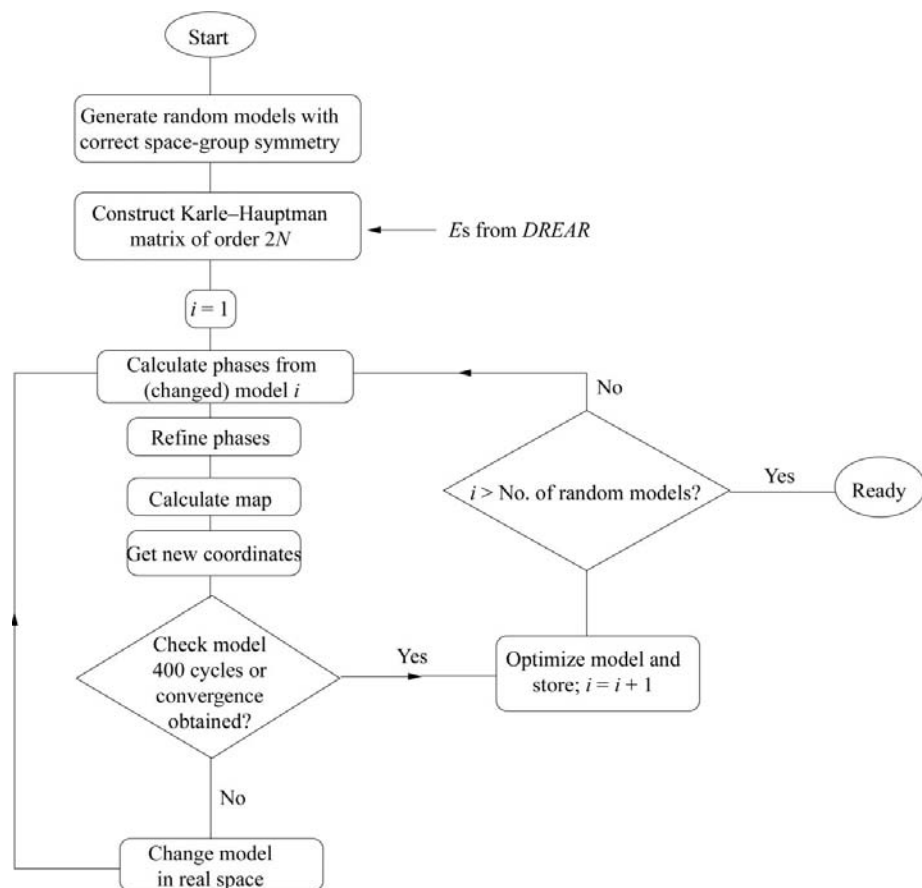 Start
Generate random models with
correct space-group symmetry
Construct Karle–Hauptman
matrix of order 2N
Es from DREAR
i = 1
Calculate phases from
(changed) model i
No
Refine phases
Yes
i > No. of random models?
Ready
Calculate map
Get new coordinates
Check model
400 cycles or
convergence
obtained?
Yes
Optimize model and
store; i = i + 1
No
Change model
in real space